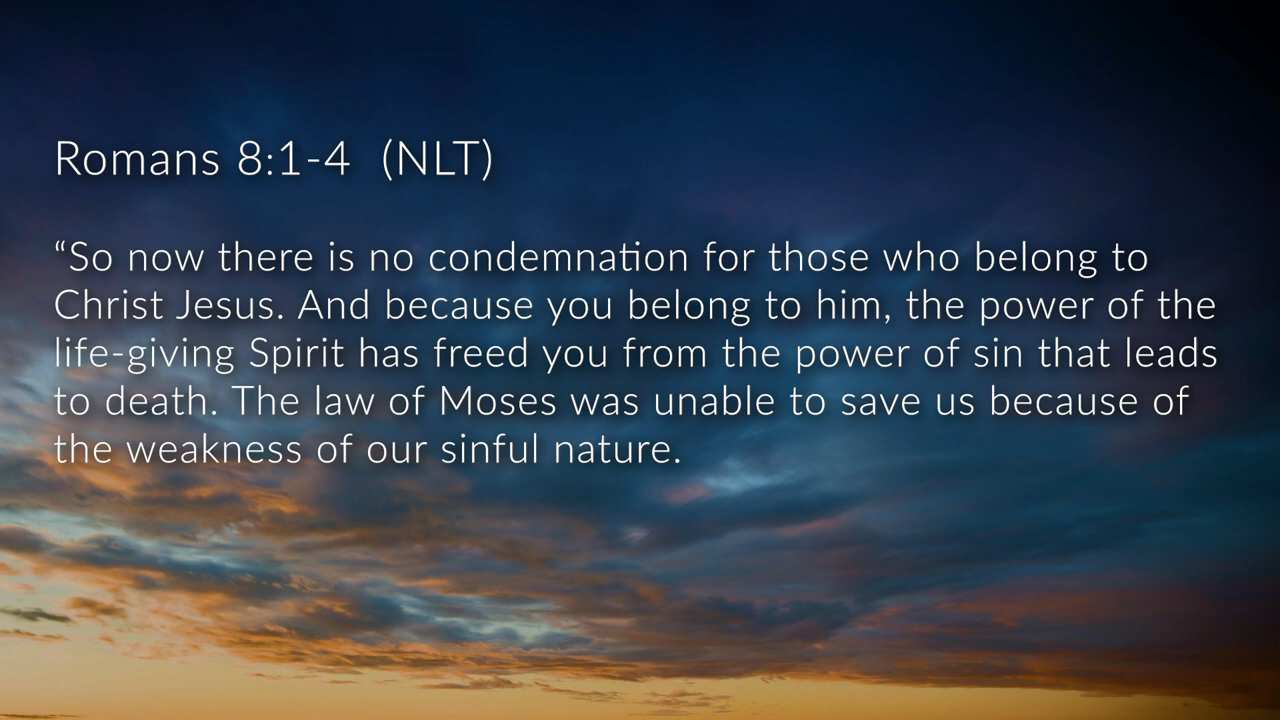 Romans 8:1-4  (NLT)
“So now there is no condemnation for those who belong to
Christ Jesus. And because you belong to him, the power of the
life-giving Spirit has freed you from the power of sin that leads
to death. The law of Moses was unable to save us because of
the weakness of our sinful nature.